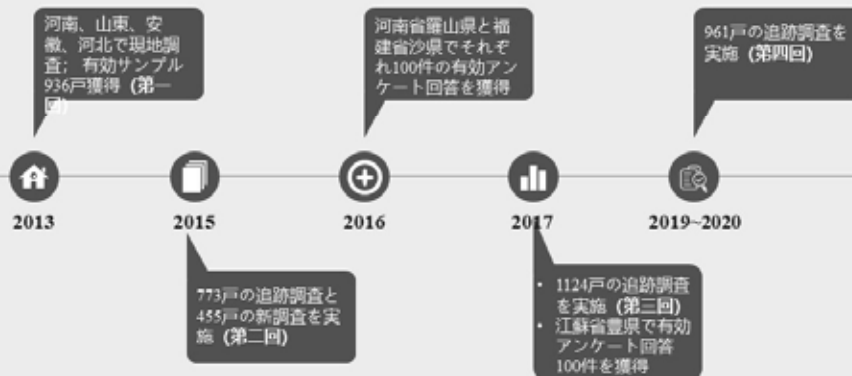 河南、山東、安
徽、河北で現地調
査； 有効サンプル
936戸獲得 (第一
回)
河南省羅山県と福
建省沙県でそれぞ
れ100件の有効アン
ケート回答を獲得
961戸の追跡調査を
実施 (第四回)
2013
2015
2016
2017
2019~2020
773戸の追跡調査と
455戸の新調査を実
施 (第二回)
• 1124戸の追跡調査
を実施 (第三回)
• 江蘇省豊県で有効
アンケート回答
100件を獲得